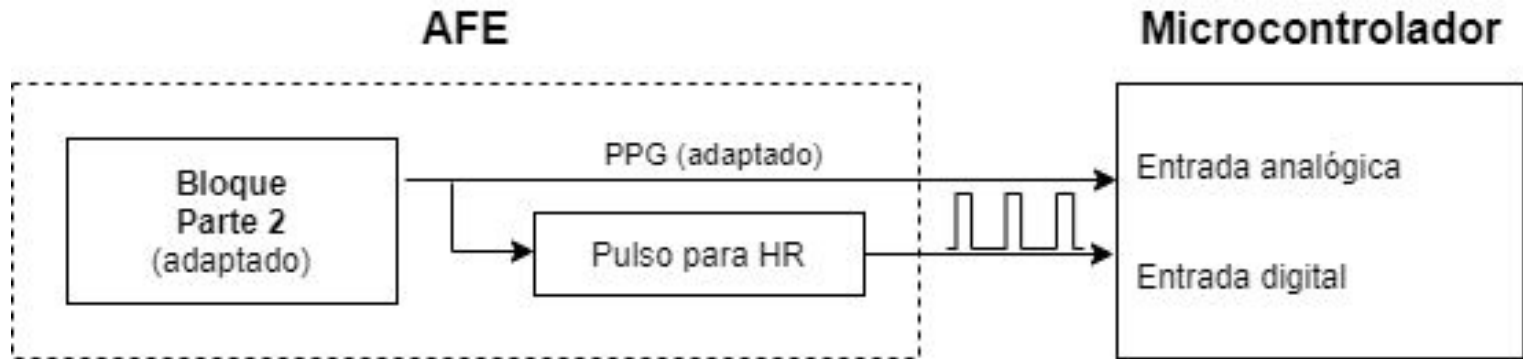 AFE
Microcontrolador
Bloque
Parte 2
(adaptado)
PPG (adaptado)
Pulso para HR
Entrada analógica
Entrada digital